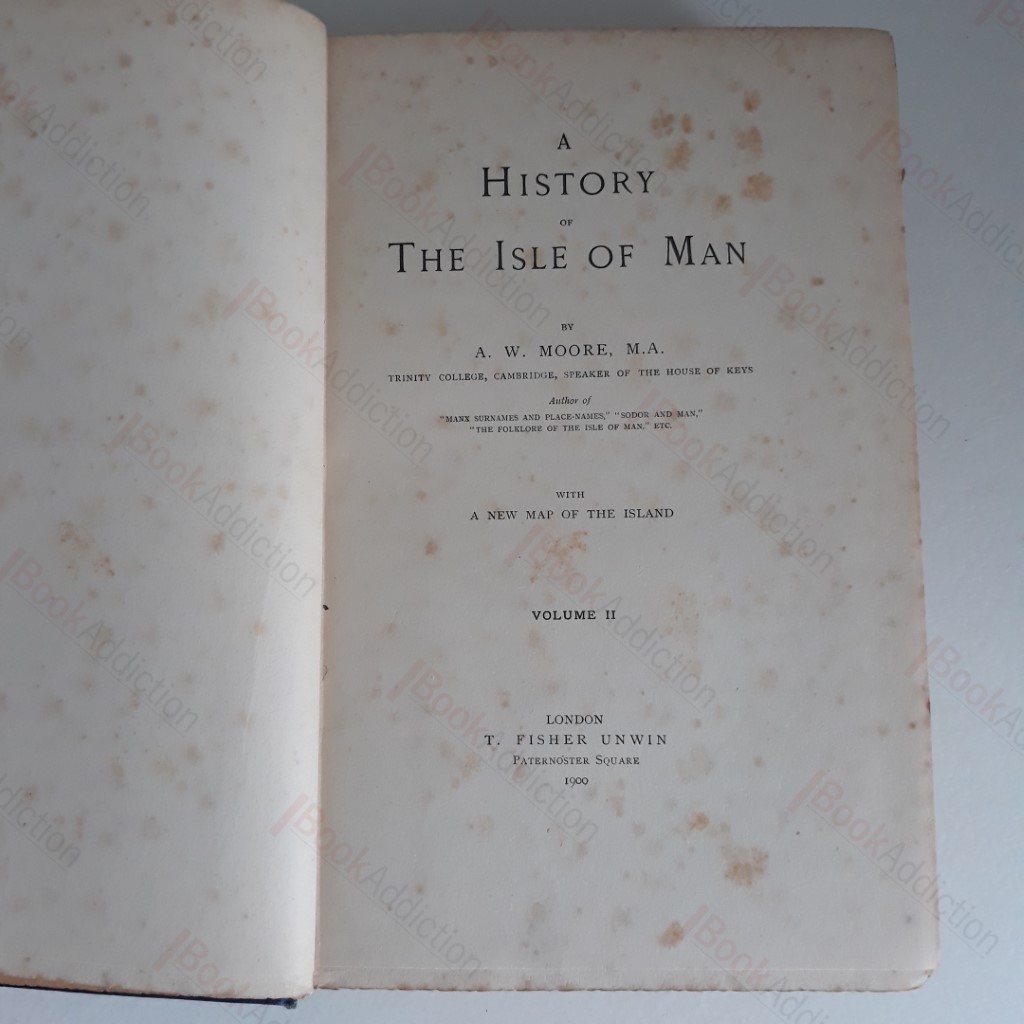 A
HISTORY
OF
THE ISLE OF MAN
BY
A. W. MOORE, M.A.
TRINITY COLLEGE, CAMBRIDGE, SPEAKER OF THE HOUSE OF KEYS
Author of
"MANX SURNAMES AND PLACE-NAMES," "SODOR AND MAN,"
"THE FOLKLORE OF THE ISLE OF MAN," ETC.
WITH
A NEW MAP OF THE ISLAND
VOLUME II
LONDON
T. FISHER UNWIN
PATERNOSTER SQUARE
1900
BookAddiction